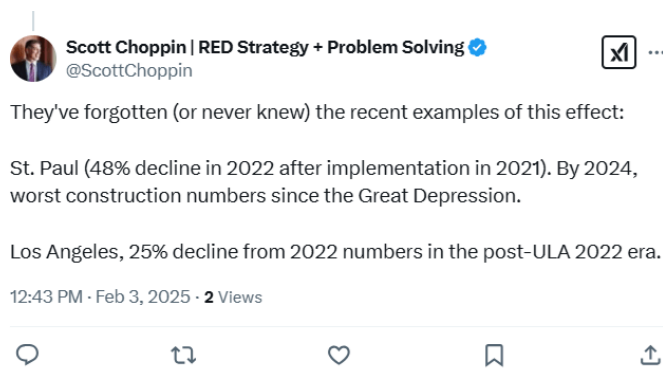 Scott Choppin | RED Strategy + Problem Solving
@ScottChoppin
They've forgotten (or never knew) the recent examples of this effect:
St. Paul (48% decline in 2022 after implementation in 2021). By 2024,
worst construction numbers since the Great Depression.
Los Angeles, 25% decline from 2022 numbers in the post-ULA 2022 era.
12:43 PM · Feb 3, 2025 · 2 Views